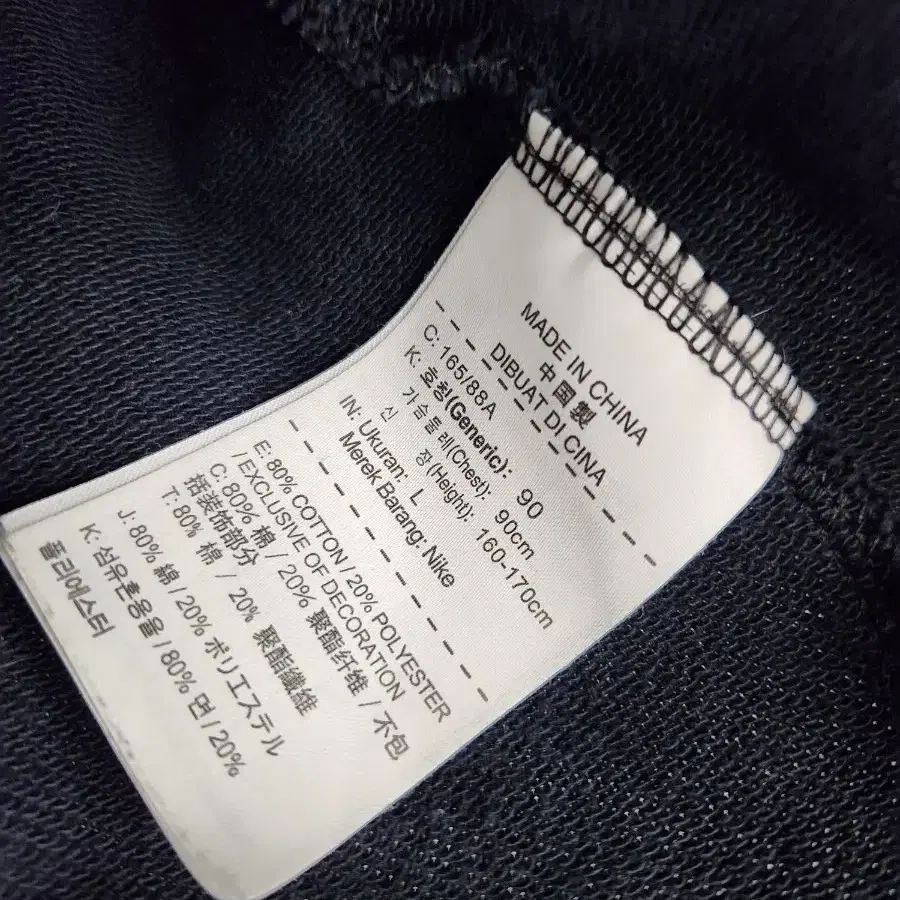 MADE IN CHINA
中国製
DIBUAT DI CINA
C: 165/88A
K: 호칭(Generic): 90
가슴둘레(Chest): 90cm
신 장(Height): 160-170cm
IN: Ukuran: L
Merek Barang: Nike
E: 80% COTTON / 20% POLYESTER
/EXCLUSIVE OF DECORATION
C: 80% 棉 / 20% 聚酯纤维 / 不包
括装饰部分
T: 80% 棉 / 20% 聚酯纖維
J: 80% 綿 / 20% ポリエステル
K: 섬유혼용율 / 80% 면 / 20%
폴리에스터